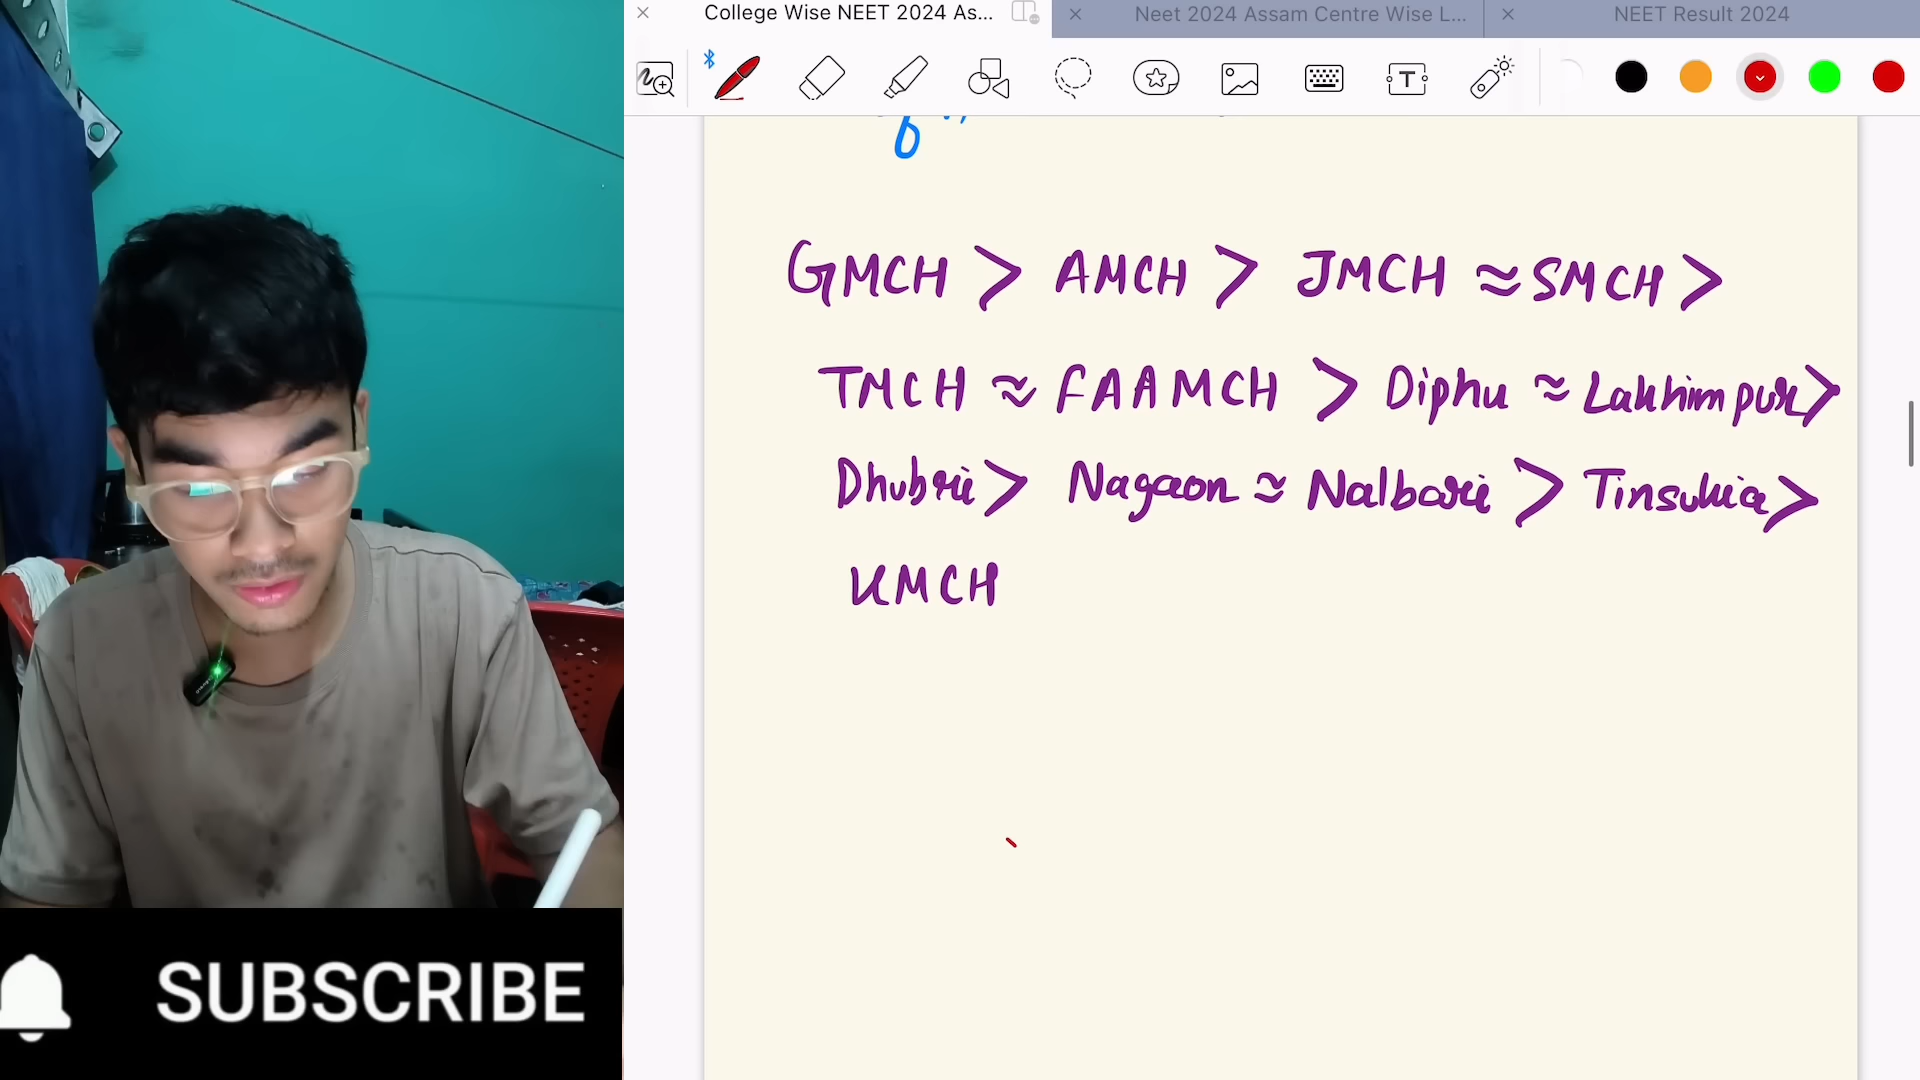 College Wise NEET 2024 As...
Neet 2024 Assam Centre Wise L...
NEET Result 2024
GMCH > AMCH > JMCH ≈ SMCH >
TMCH ≈ FAAMCH > Diphu ≈ Lakhimpur >
Dhubri > Nagaon ≈ Nalbari > Tinsukia >
KMCH
SUBSCRIBE